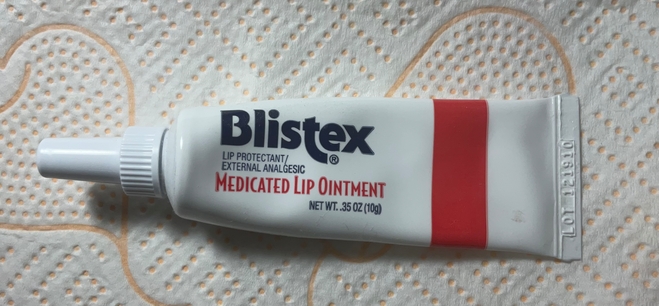 Blistex®
LIP PROTECTANT/
EXTERNAL ANALGESIC
MEDICATED LIP OINTMENT
NET WT. .35 OZ (10g)
LOT 121910